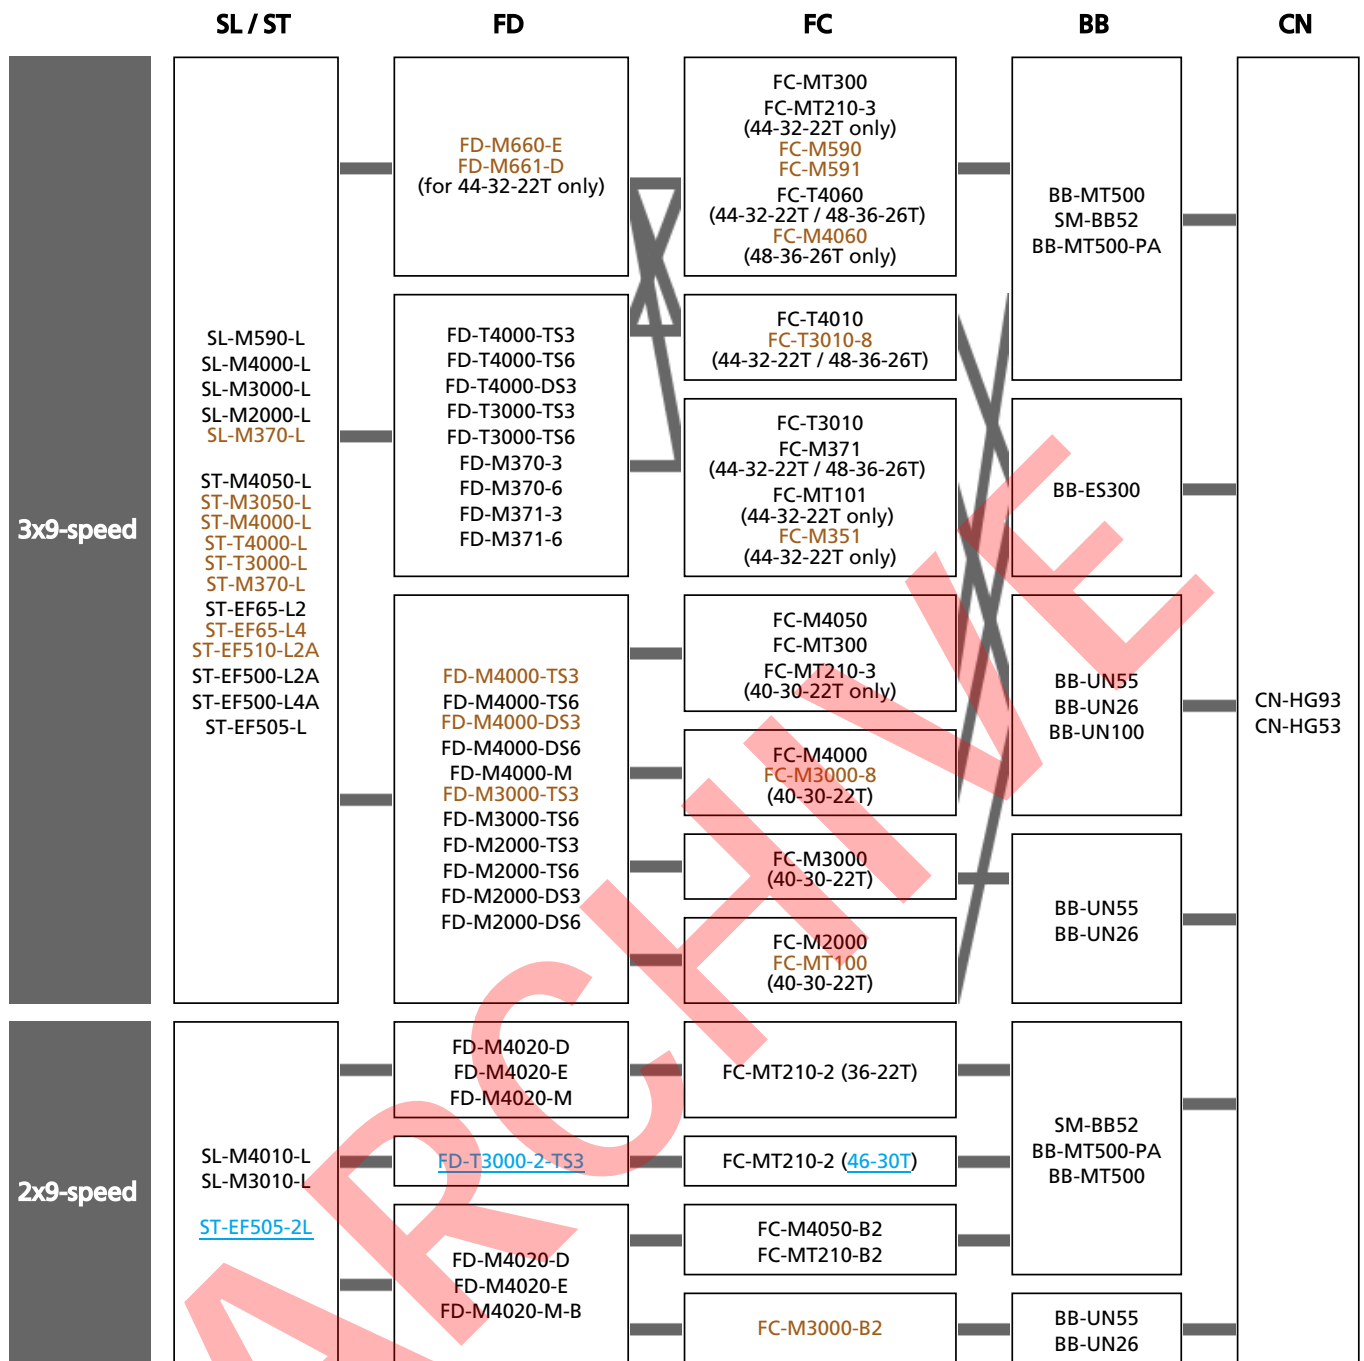 SL / ST
FD
FC
BB
CN
3x9-speed
SL-M590-L
SL-M4000-L
SL-M3000-L
SL-M2000-L
SL-M370-L
ST-M4050-L
ST-M3050-L
ST-M4000-L
ST-T4000-L
ST-T3000-L
ST-M370-L
ST-EF65-L2
ST-EF65-L4
ST-EF510-L2A
ST-EF500-L2A
ST-EF500-L4A
ST-EF505-L
FD-M660-E
FD-M661-D
(for 44-32-22T only)
FD-T4000-TS3
FD-T4000-TS6
FD-T4000-DS3
FD-T3000-TS3
FD-T3000-TS6
FD-M370-3
FD-M370-6
FD-M371-3
FD-M371-6
FD-M4000-TS3
FD-M4000-TS6
FD-M4000-DS3
FD-M4000-DS6
FD-M4000-M
FD-M3000-TS3
FD-M3000-TS6
FD-M2000-TS3
FD-M2000-TS6
FD-M2000-DS3
FD-M2000-DS6
FC-MT300
FC-MT210-3
(44-32-22T only)
FC-M590
FC-M591
FC-T4060
(44-32-22T / 48-36-26T)
FC-M4060
(48-36-26T only)
FC-T4010
FC-T3010-8
(44-32-22T / 48-36-26T)
FC-T3010
FC-M371
(44-32-22T / 48-36-26T)
FC-MT101
(44-32-22T only)
FC-M351
(44-32-22T only)
FC-M4050
FC-MT300
FC-MT210-3
(40-30-22T only)
FC-M4000
FC-M3000-8
(40-30-22T)
FC-M3000
(40-30-22T)
FC-M2000
FC-MT100
(40-30-22T)
BB-MT500
SM-BB52
BB-MT500-PA
BB-ES300
BB-UN55
BB-UN26
BB-UN100
BB-UN55
BB-UN26
CN-HG93
CN-HG53
2x9-speed
SL-M4010-L
SL-M3010-L
ST-EF505-2L
FD-M4020-D
FD-M4020-E
FD-M4020-M
FD-T3000-2-TS3
FD-M4020-D
FD-M4020-E
FD-M4020-M-B
FC-MT210-2 (36-22T)
FC-MT210-2 (46-30T)
FC-M4050-B2
FC-MT210-B2
FC-M3000-B2
SM-BB52
BB-MT500-PA
BB-MT500
BB-UN55
BB-UN26
ARCHIVE